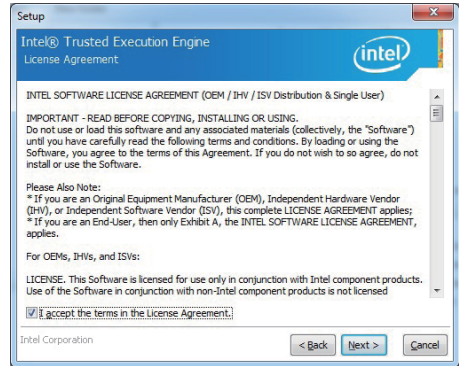 Setup
Intel® Trusted Execution Engine
License Agreement
intel
INTEL SOFTWARE LICENSE AGREEMENT (OEM / IHV / ISV Distribution & Single User)
IMPORTANT - READ BEFORE COPYING, INSTALLING OR USING.
Do not use or load this software and any associated materials (collectively, the "Software")
until you have carefully read the following terms and conditions. By loading or using the
Software, you agree to the terms of this Agreement. If you do not wish to so agree, do not
install or use the Software.
Please Also Note:
* If you are an Original Equipment Manufacturer (OEM), Independent Hardware Vendor
(IHV), or Independent Software Vendor (ISV), this complete LICENSE AGREEMENT applies;
* If you are an End-User, then only Exhibit A, the INTEL SOFTWARE LICENSE AGREEMENT,
applies.
For OEMs, IHVs, and ISVs:
LICENSE. This Software is licensed for use only in conjunction with Intel component products.
Use of the Software in conjunction with non-Intel component products is not licensed
I accept the terms in the License Agreement.
Intel Corporation
< Back Next > Cancel